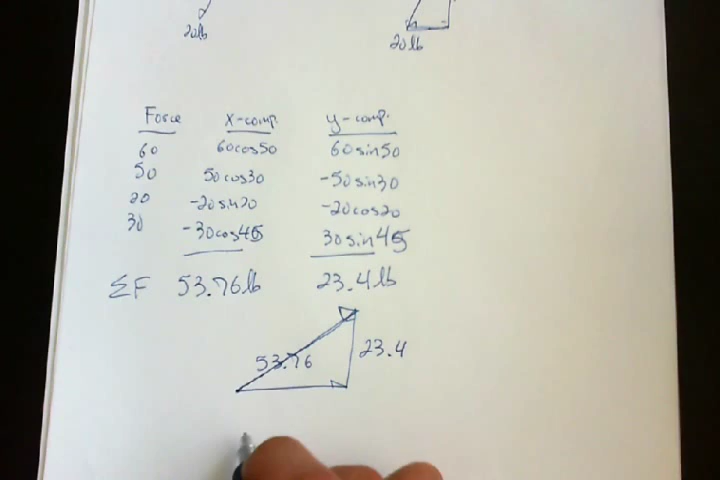 20lb 20lb
Force x-comp. y-comp.
60 60cos50 60sin50
50 50cos30 -50sin30
20 -20sin20 -20cos20
30 -30cos45 30sin45
ΣF 53.76lb 23.4lb
53.76 23.4